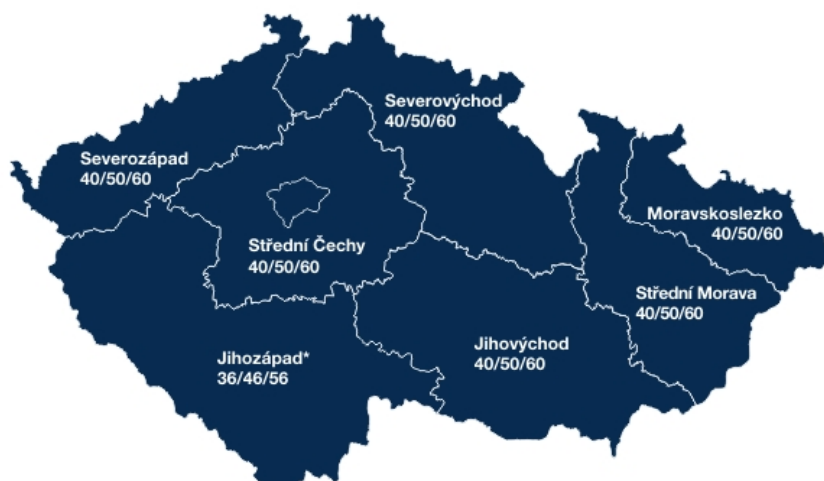 Severovýchod
40/50/60
Severozápad
40/50/60
Moravskoslezko
40/50/60
Střední Čechy
40/50/60
Střední Morava
40/50/60
Jihozápad*
36/46/56
Jihovýchod
40/50/60